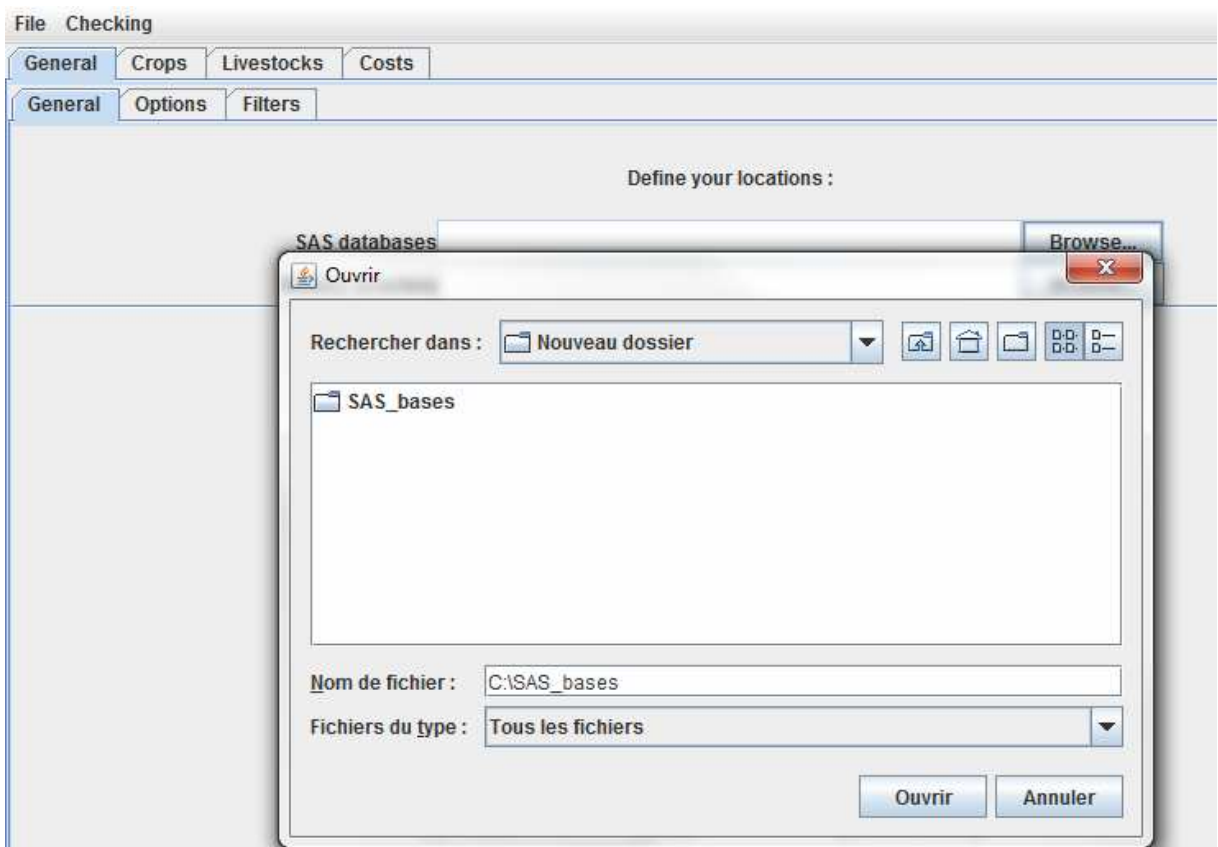 File Checking
General Crops Livestocks Costs
General Options Filters
Define your locations :
SAS databases Browse...
Ouvrir
Rechercher dans : Nouveau dossier
SAS_bases
Nom de fichier : C:\SAS_bases
Fichiers du type : Tous les fichiers
Ouvrir Annuler